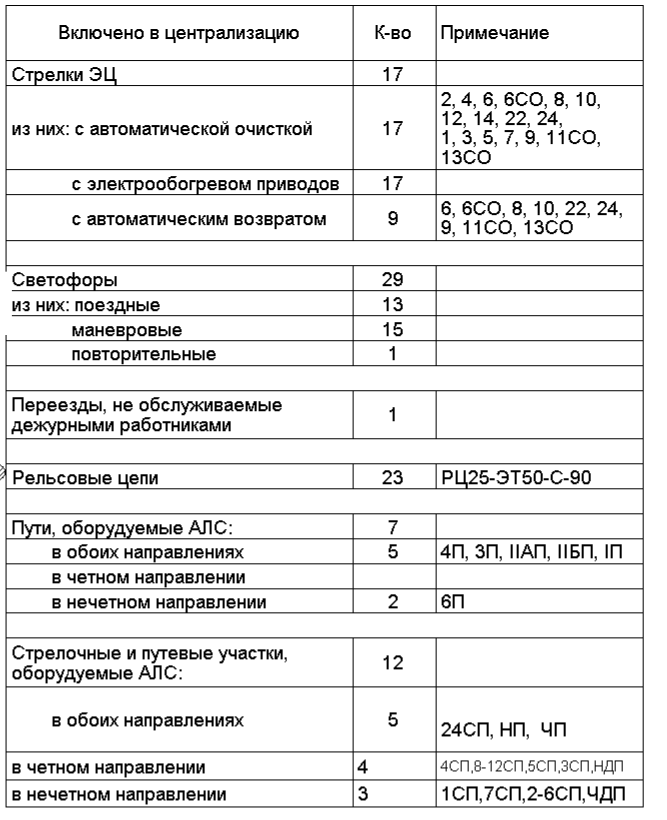 Включено в централизацию К-во Примечание
Стрелки ЭЦ 17
из них: с автоматической очисткой 17 2, 4, 6, 6СО, 8, 10,
12, 14, 22, 24,
1, 3, 5, 7, 9, 11СО,
13СО
с электрообогревом приводов 17
с автоматическим возвратом 9 6, 6СО, 8, 10, 22, 24,
9, 11СО, 13СО
Светофоры 29
из них: поездные 13
маневровые 15
повторительные 1
Переезды, не обслуживаемые
дежурными работниками 1
Рельсовые цепи 23 РЦ25-ЭТ50-С-90
Пути, оборудуемые АЛС: 7
в обоих направлениях 5 4П, 3П, IIАП, IIБП, IП
в четном направлении
в нечетном направлении 2 6П
Стрелочные и путевые участки,
оборудуемые АЛС: 12
в обоих направлениях 5 24СП, НП, ЧП
в четном направлении 4 4СП,8-12СП,5СП,3СП,НДП
в нечетном направлении 3 1СП,7СП,2-6СП,ЧДП